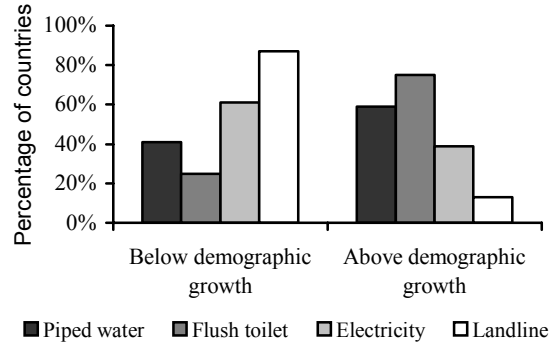 Percentage of countries
100%
80%
60%
40%
20%
0%
Below demographic growth
Above demographic growth
Piped water Flush toilet Electricity Landline